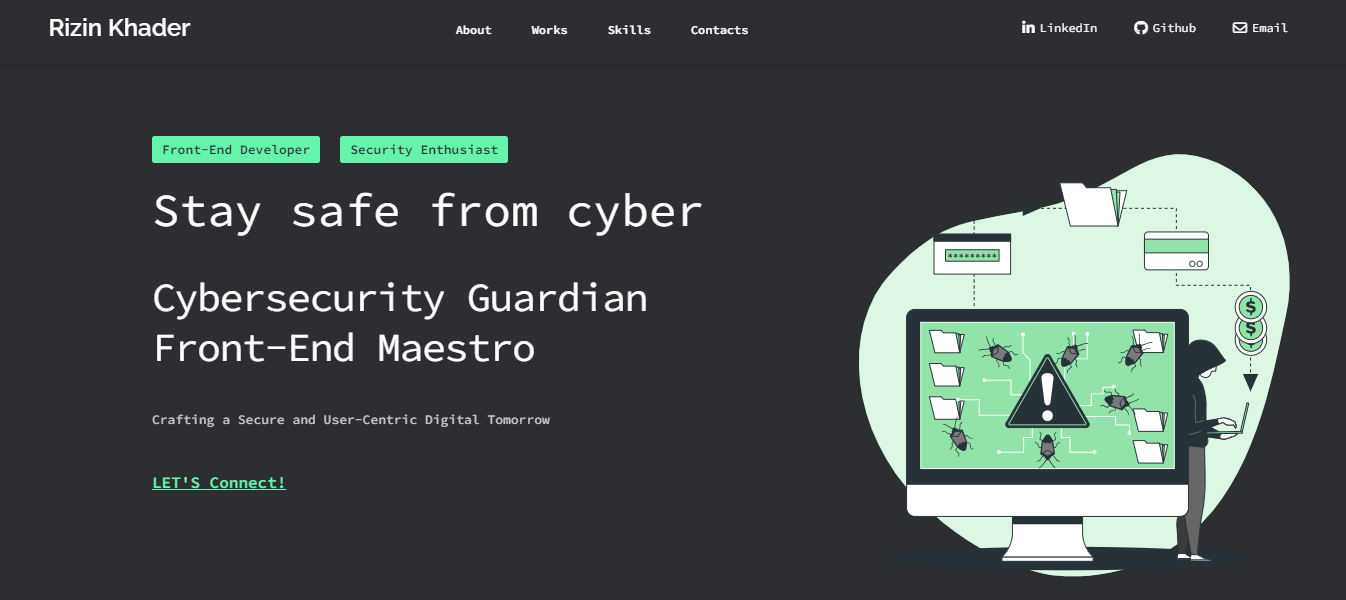 Rizin Khader
About Works Skills Contacts
LinkedIn Github Email
Front-End Developer Security Enthusiast
Stay safe from cyber
Cybersecurity Guardian
Front-End Maestro
Crafting a Secure and User-Centric Digital Tomorrow
LET'S Connect!
*********
$
$